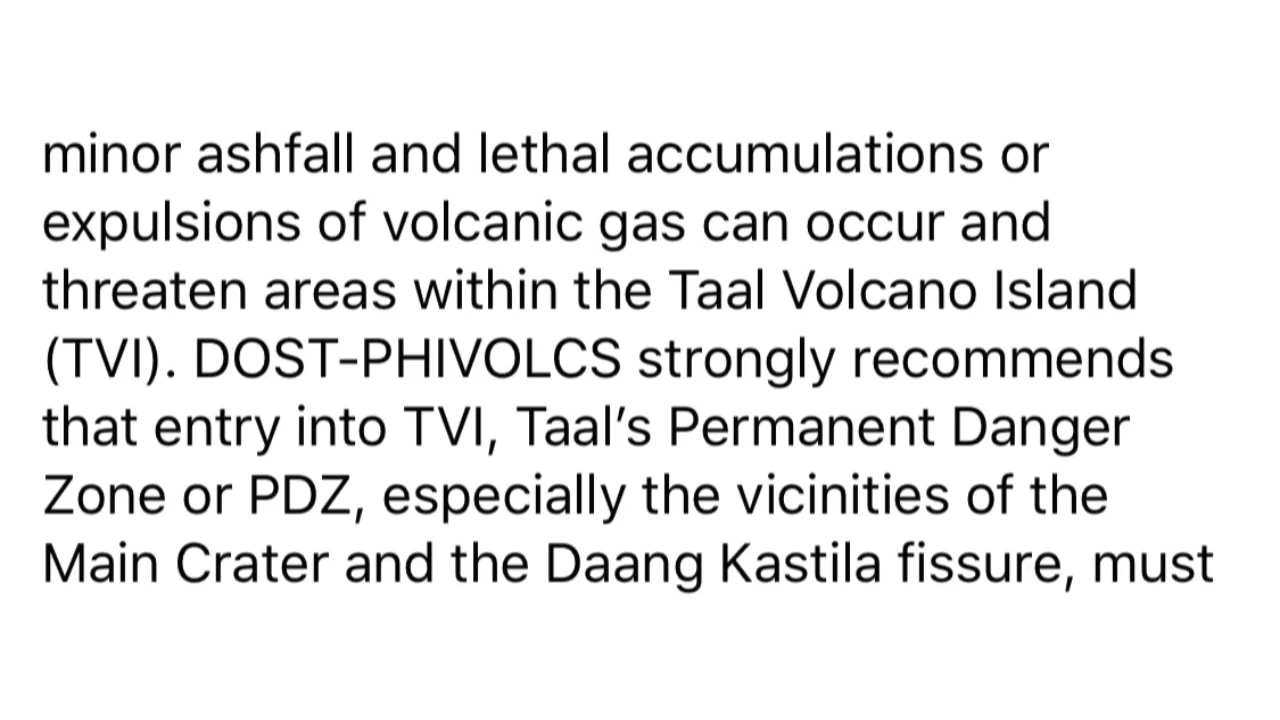 minor ashfall and lethal accumulations or
expulsions of volcanic gas can occur and
threaten areas within the Taal Volcano Island
(TVI). DOST-PHIVOLCS strongly recommends
that entry into TVI, Taal’s Permanent Danger
Zone or PDZ, especially the vicinities of the
Main Crater and the Daang Kastila fissure, must